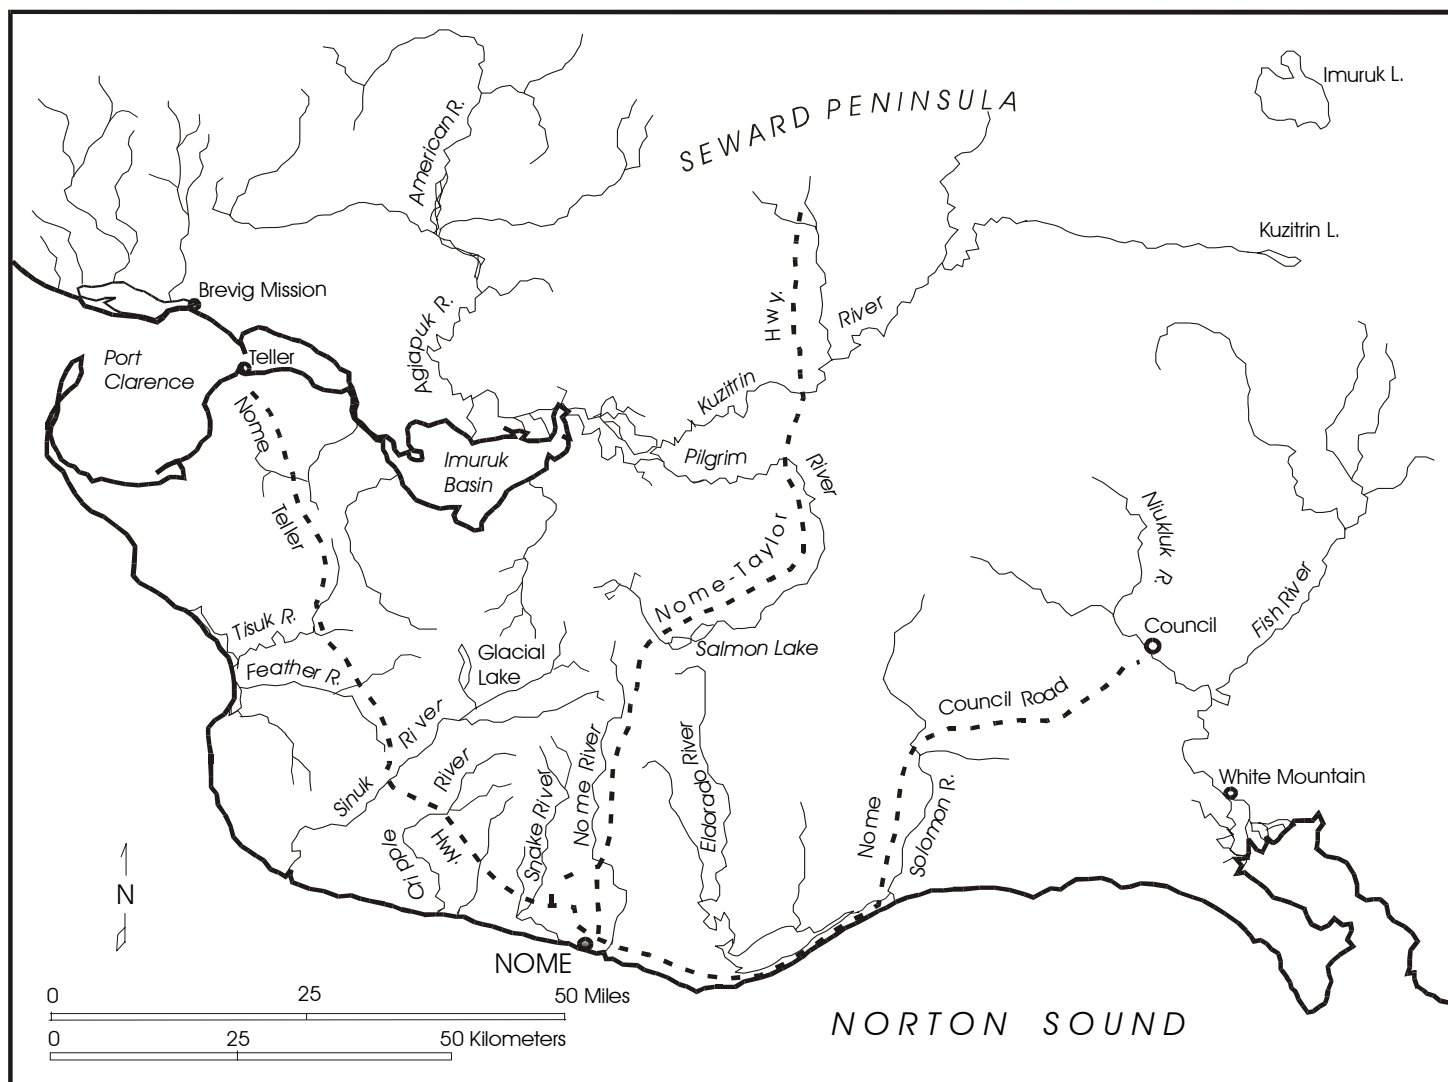 Imuruk L.
SEWARD PENINSULA
American R.
Kuzitrin L.
Brevig Mission
Agiapuk R.
Hwy.
River
Port
Clarence
Teller
Kuzitrin
Nome
Imuruk
Basin
Pilgrim
River
Teller
Niukluk R.
Nome-Taylor
Fish River
Tisuk R.
Council
Salmon Lake
Glacial
Lake
Feather R.
Council Road
River
Sinuk
River
Nome River
Eldorado River
White Mountain
Snake River
Hwy.
Cripple
Nome
Solomon R.
N
NOME
0 25 50 Miles
0 25 50 Kilometers
NORTON SOUND